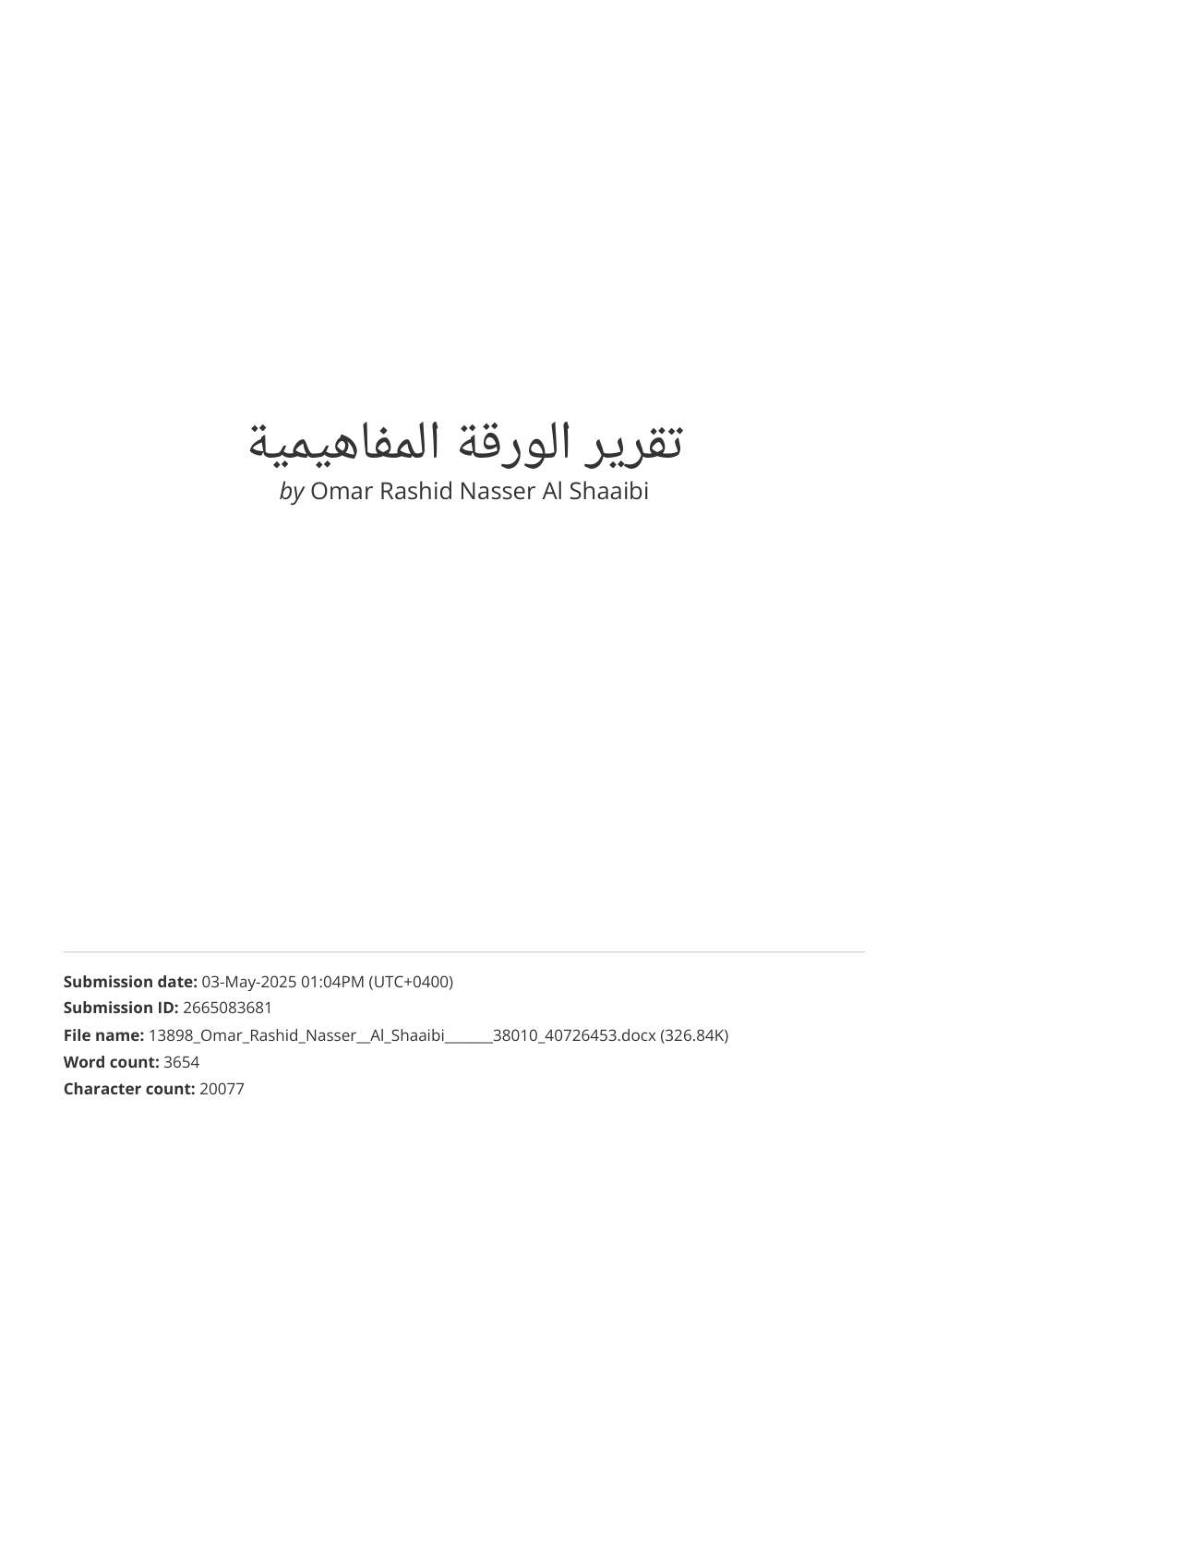 تقرير الورقة المفاهيمية
by Omar Rashid Nasser Al Shaaibi
Submission date: 03-May-2025 01:04PM (UTC+0400)
Submission ID: 2665083681
File name: 13898_Omar_Rashid_Nasser__Al_Shaaibi______38010_40726453.docx (326.84K)
Word count: 3654
Character count: 20077